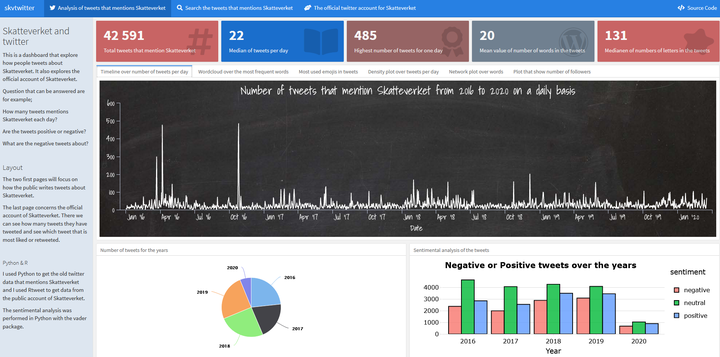 skvtwitter
Analysis of tweets that mentions Skatteverket
Search the tweets that mentions Skatteverket
The official twitter account for Skatteverket
Source Code
Skatteverket and
twitter
This is a dashboard that explore
how people tweets about
Skatteverket. It also explores the
official account of Skatteverket.
Question that can be answered are
for example;
How many tweets mentions
Skatteverket each day?
Are the tweets positive or negative?
What are the negative tweets about?
Layout
The two first pages will focus on
how the public writes tweets about
Skatteverket.
The last page concerns the official
account of Skatteverket. There we
can see how many tweets they have
tweeted and see which tweet that is
most liked or retweeted.
Python & R
I used Python to get the old twitter
data that mentions Skatteverket
and I used Rtweet to get data from
the public account of Skatteverket.
The sentimental analysis was
performed in Python with the vader
package.
42 591
Total tweets that mention Skatteverket
22
Median of tweets per day
485
Highest number of tweets for one day
20
Mean value of number of words in the tweets
131
Medianen of numbers of letters in the tweets
Timeline over number of tweets per day
Wordcloud over the most frequent words
Most used emojis in tweets
Density plot over tweets per day
Network plot over words
Plot that show number of followers
Number of tweets that mention Skatteverket from 2016 to 2020 on a daily basis
600
500
400
300
200
100
0
Jan 16
Apr 16
Jul 16
Oct 16
Jan 17
Apr 17
Jul 17
Oct 17
Jan 18
Apr 18
Jul 18
Oct 18
Jan 19
Apr 19
Jul 19
Oct 19
Jan '20
Date
Number of tweets for the years
2020
2016
2019
2017
2018
Sentimental analysis of the tweets
Negative or Positive tweets over the years
4000
3000
2000
1000
0
2016
2017
2018
2019
2020
Year
sentiment
negative
neutral
positive